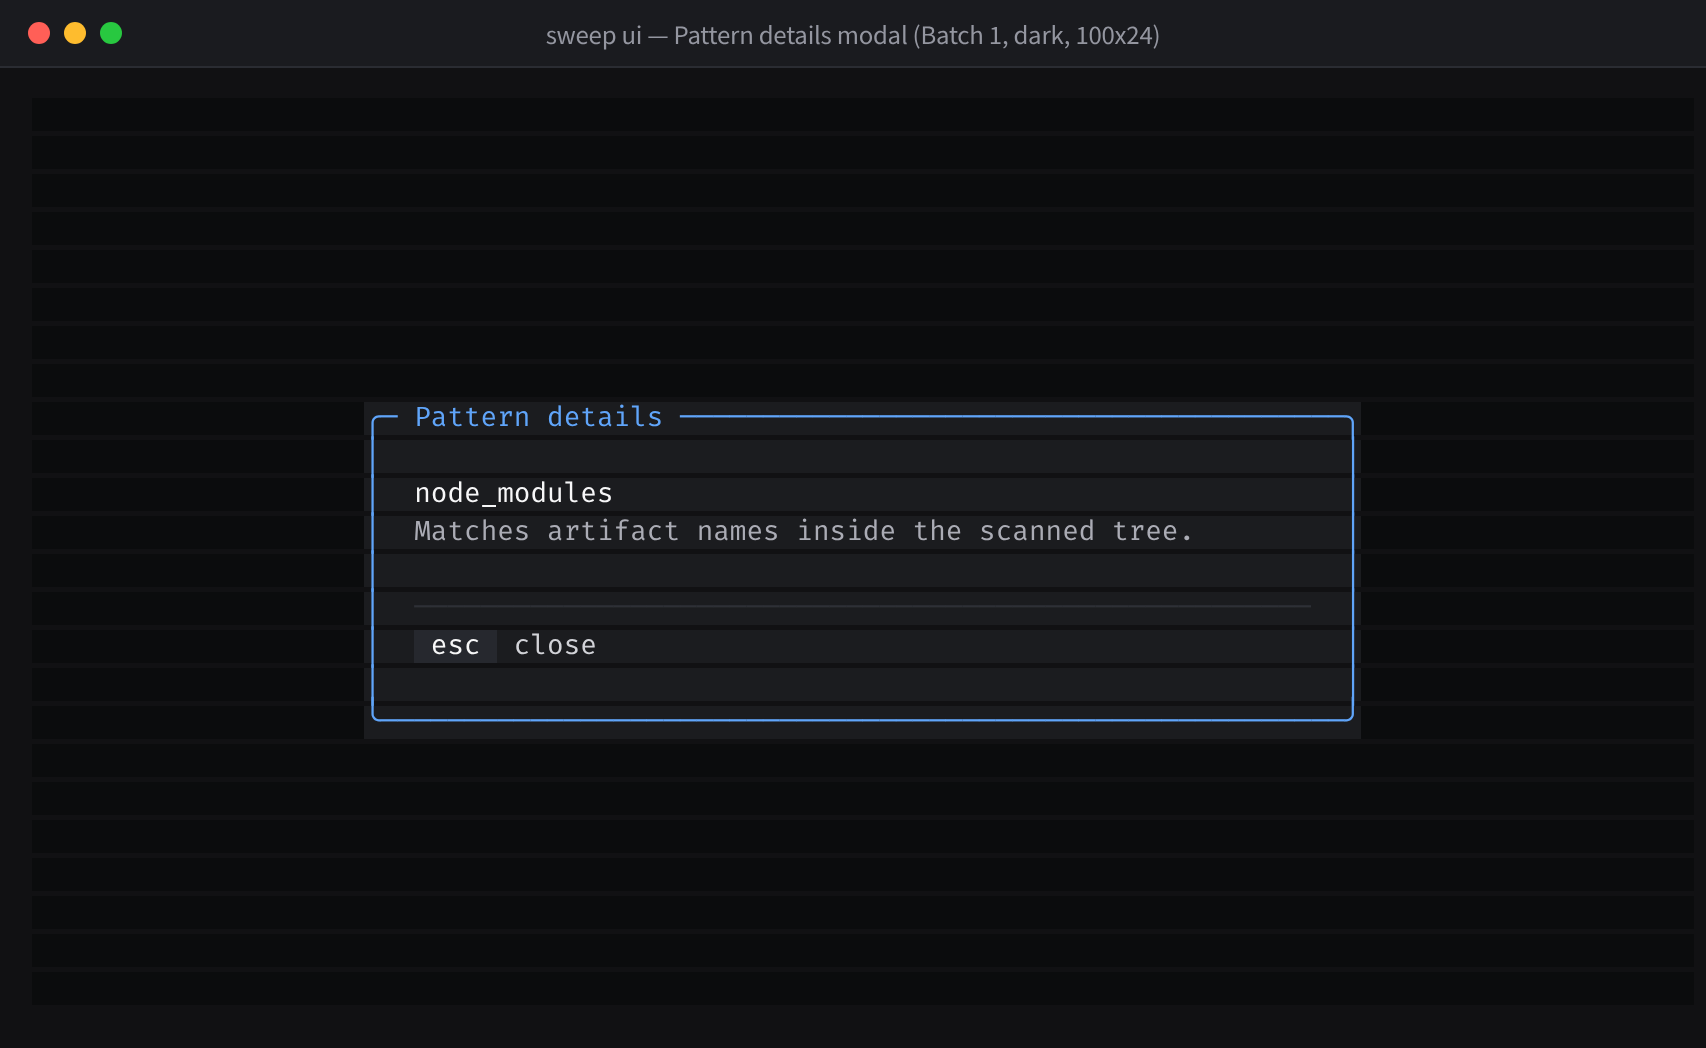 sweep ui — Pattern details modal (Batch 1, dark, 100x24)
Pattern details
node_modules
Matches artifact names inside the scanned tree.
esc close